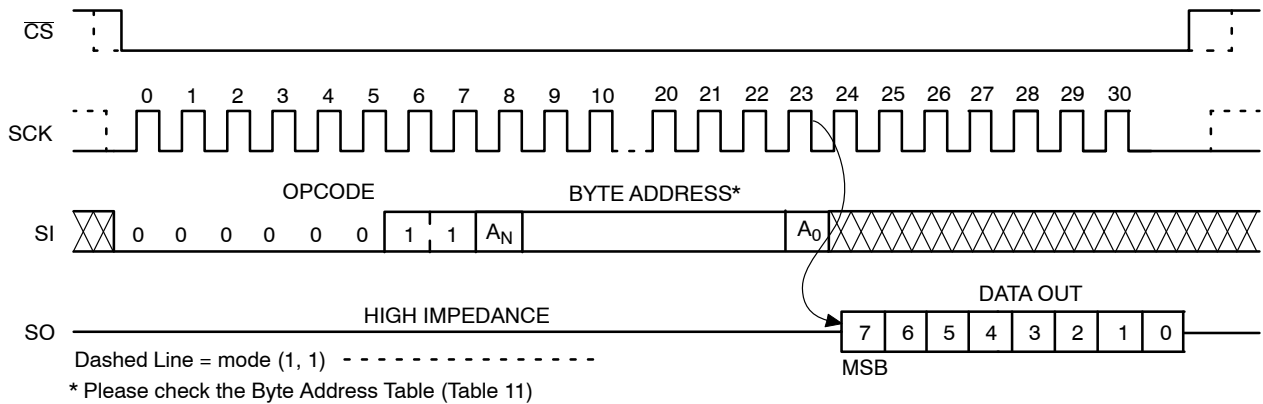 CS
0 1 2 3 4 5 6 7 8 9 10 20 21 22 23 24 25 26 27 28 29 30
SCK
OPCODE
BYTE ADDRESS*
SI 0 0 0 0 0 0 1 1 AN A0
DATA OUT
HIGH IMPEDANCE
SO 7 6 5 4 3 2 1 0
Dashed Line = mode (1, 1)
MSB
* Please check the Byte Address Table (Table 11)